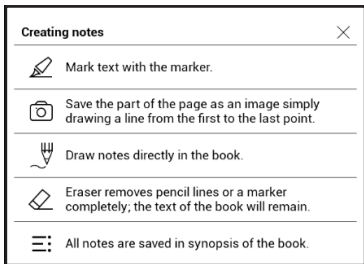 Creating notes
Mark text with the marker.
Save the part of the page as an image simply
drawing a line from the first to the last point.
Draw notes directly in the book.
Eraser removes pencil lines or a marker
completely; the text of the book will remain.
All notes are saved in synopsis of the book.